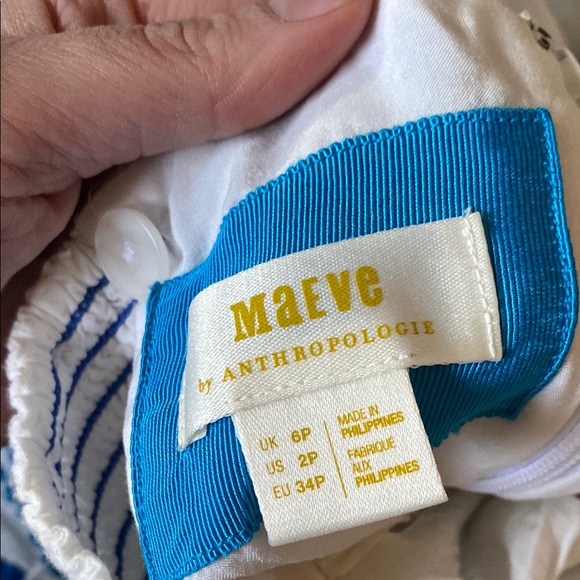 MaEVe
by ANTHROPOLOGIE
UK 6P
US 2P
EU 34P
MADE IN
PHILIPPINES
FABRIQUÉ
AUX
PHILIPPINES